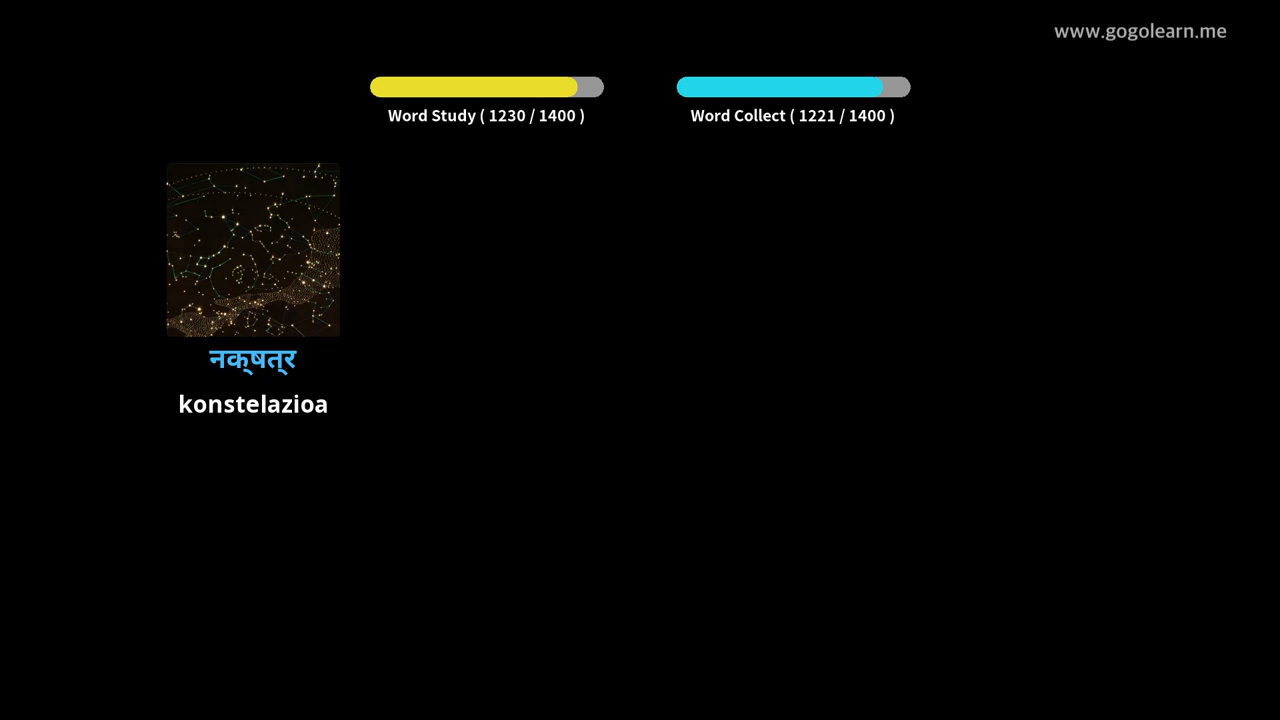 www.gogolearn.me
Word Study ( 1230 / 1400 )
Word Collect ( 1221 / 1400 )
नक्षत्र
konstelazioa